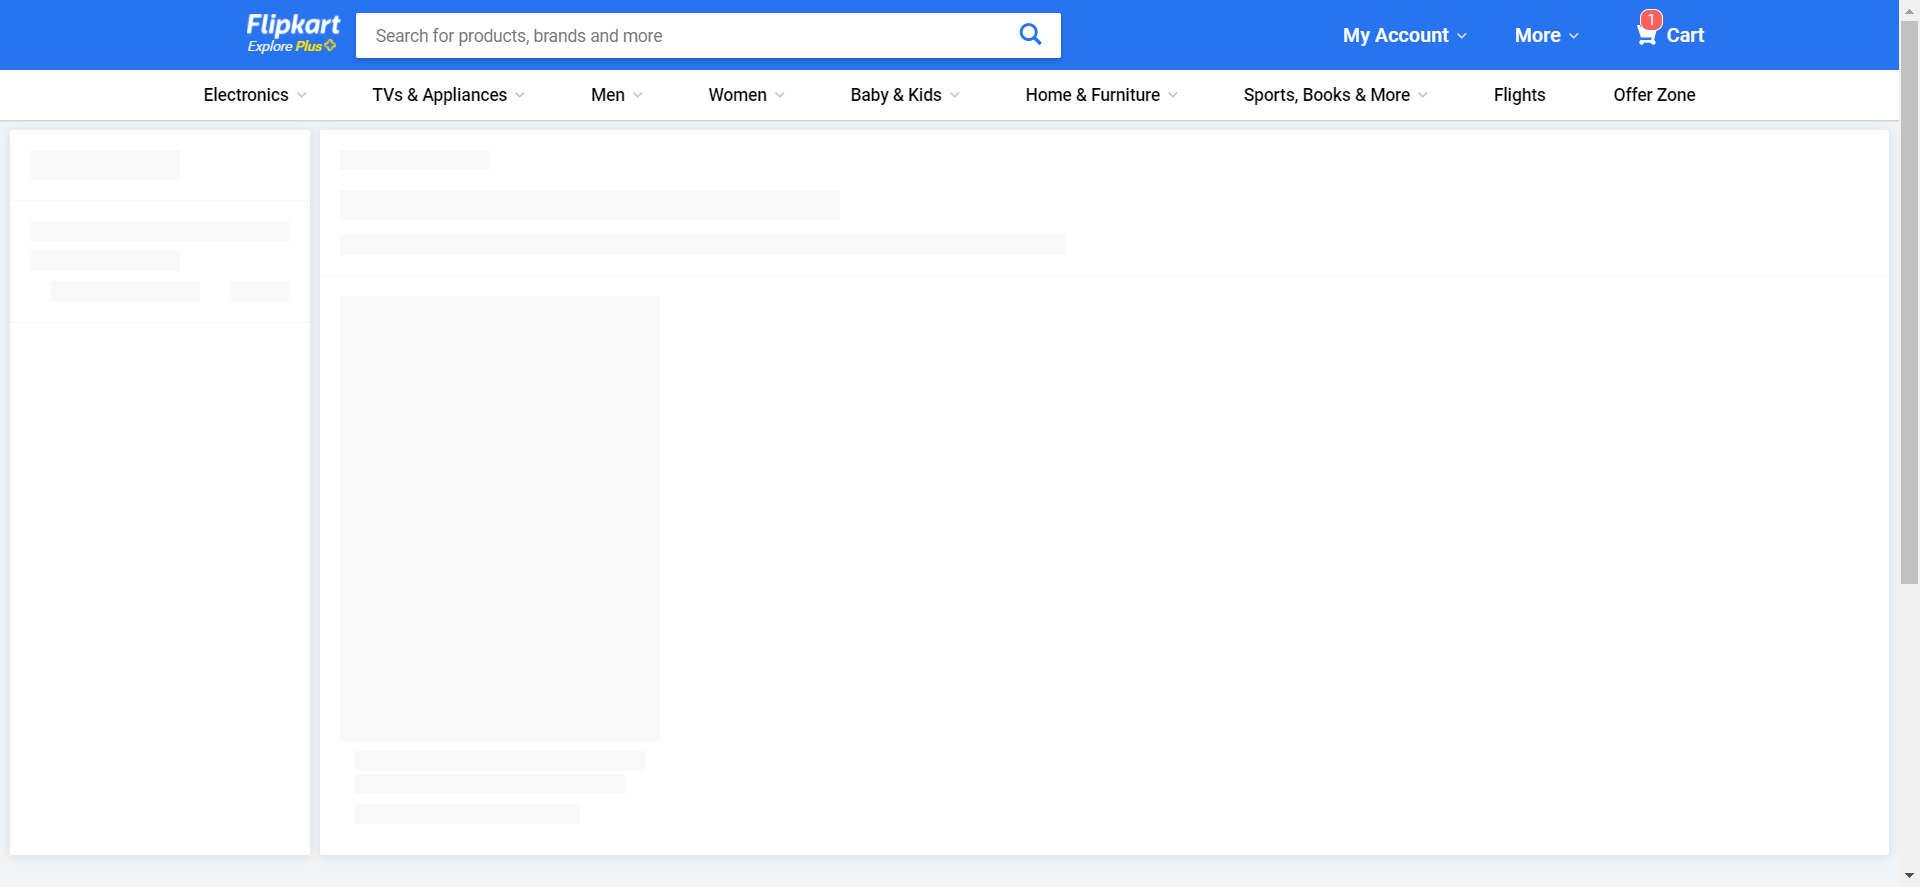 Flipkart
Explore Plus
Search for products, brands and more
My Account
More
1
Cart
Electronics
TVs & Appliances
Men
Women
Baby & Kids
Home & Furniture
Sports, Books & More
Flights
Offer Zone